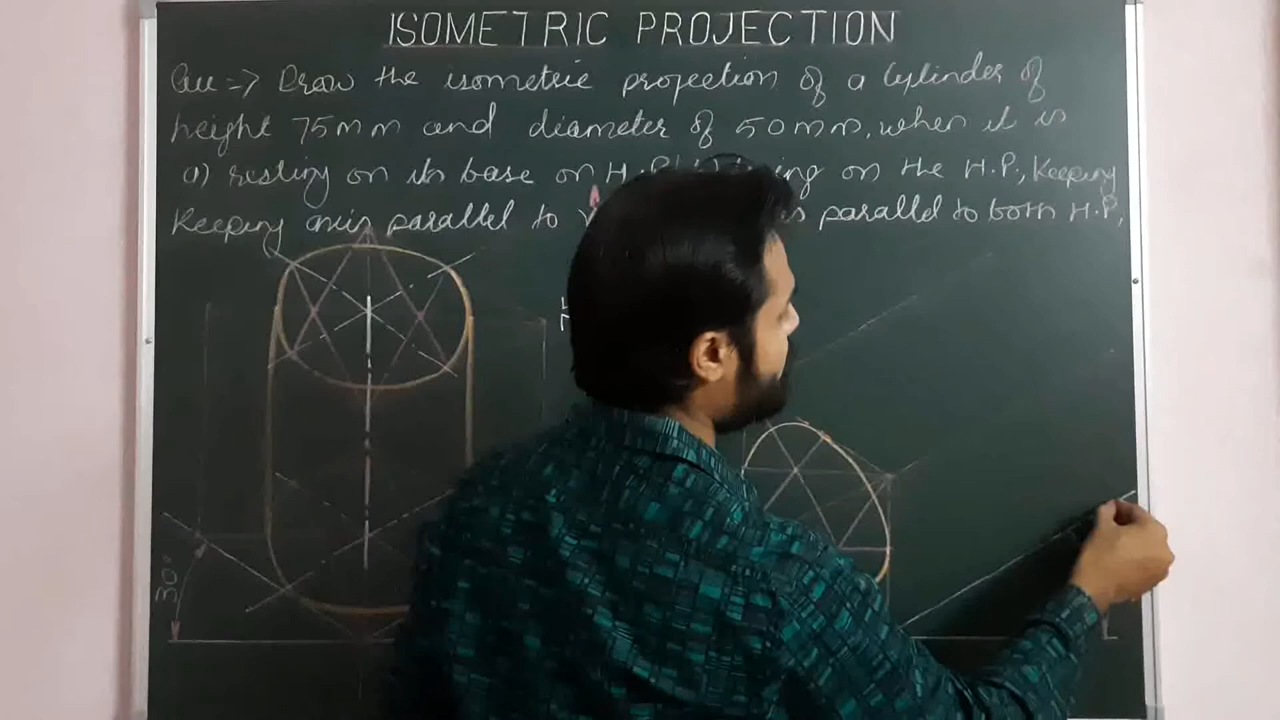 ISOMETRIC PROJECTION
Que => Draw the isometric projection of a Cylinder of
height 75mm and diameter of 50mm, when it is
a) resting on its base on H.P on the H.P., Keeping
Keeping axis parallel to parallel to both H.P,
30°